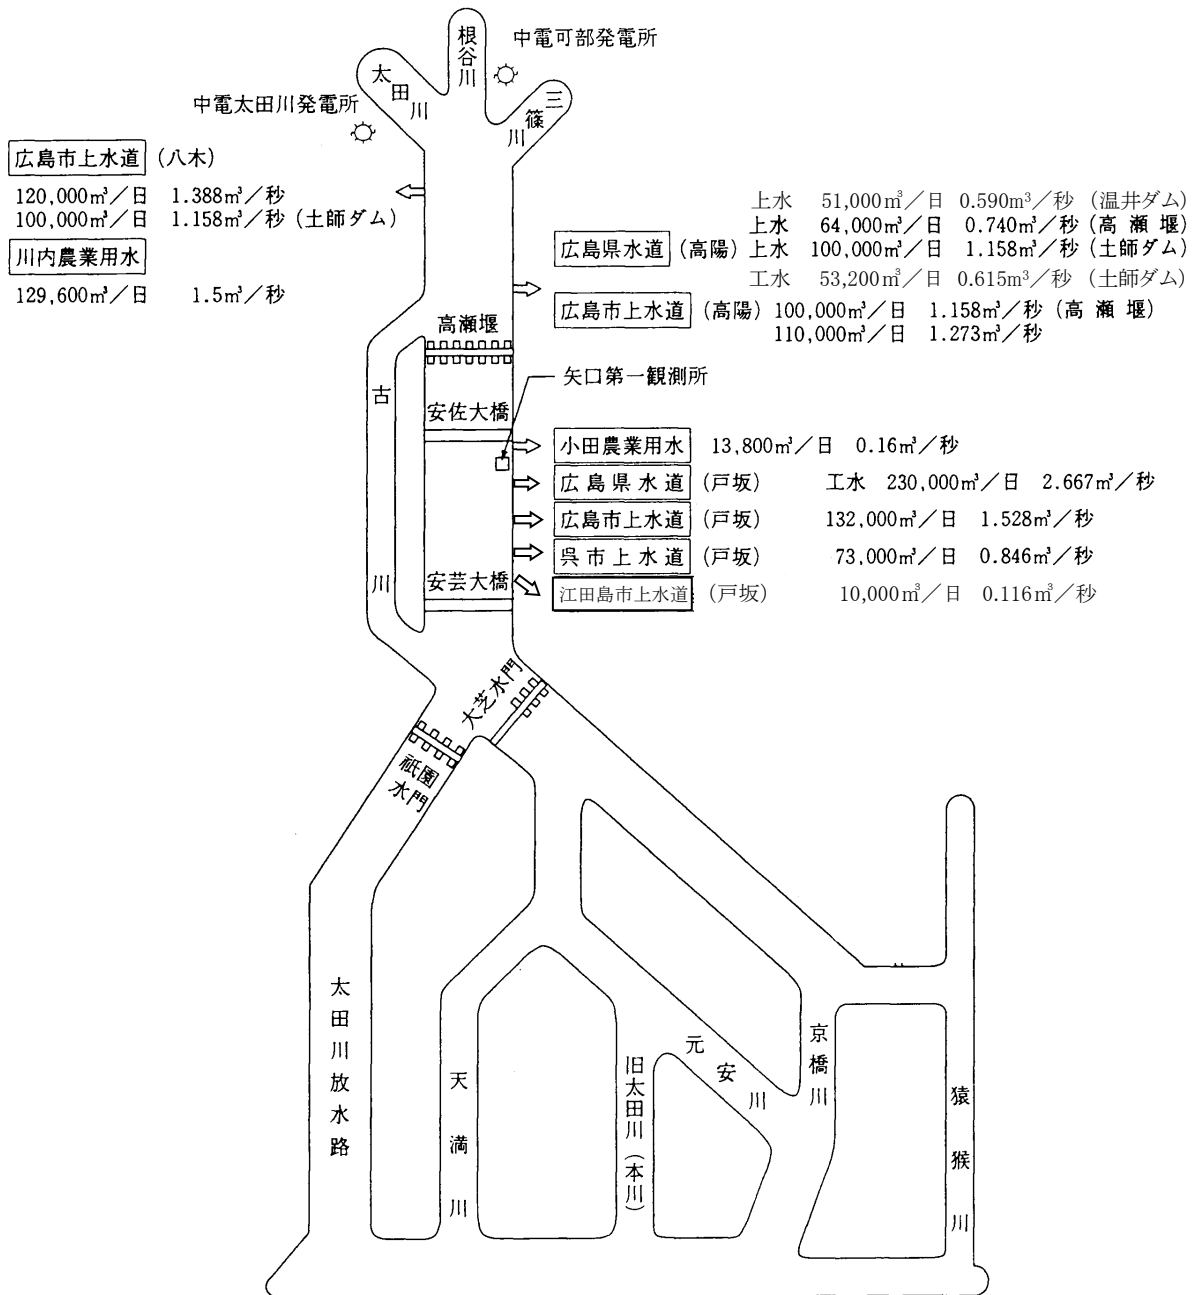 根谷川
中電可部発電所
太田川
三篠川
中電太田川発電所
広島市上水道 (八木)
120,000㎥／日 1.388㎥／秒
100,000㎥／日 1.158㎥／秒 (土師ダム)
川内農業用水
129,600㎥／日 1.5㎥／秒
上水 51,000㎥／日 0.590m³／秒 (温井ダム)
上水 64,000㎥／日 0.740㎥／秒 (高瀬堰)
広島県水道 (高陽) 上水 100,000㎥／日 1.158㎥／秒 (土師ダム)
工水 53,200㎥／日 0.615m³／秒 (土師ダム)
広島市上水道 (高陽) 100,000㎥／日 1.158㎥／秒 (高瀬堰)
110,000㎥／日 1.273㎥／秒
高瀬堰
矢口第一観測所
古川
安佐大橋
小田農業用水 13,800㎥／日 0.16㎥／秒
広島県水道 (戸坂) 工水 230,000㎥／日 2.667㎥／秒
広島市上水道 (戸坂) 132,000㎥／日 1.528㎥／秒
呉市上水道 (戸坂) 73,000㎥／日 0.846㎥／秒
安芸大橋
江田島市上水道 (戸坂) 10,000㎥／日 0.116㎥／秒
大芝水門
祇園
水門
太田川放水路
天満川
旧太田川（本川）
元安川
京橋川
猿猴川